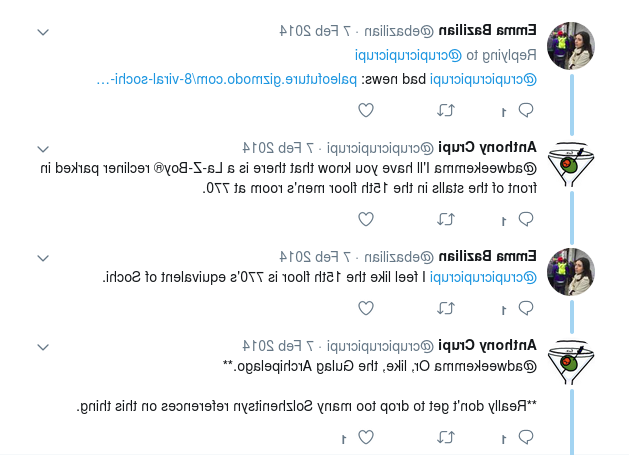 Emma Bazilian @ebazilian · 7 Feb 2014
Replying to @crupicrupicrupi
@crupicrupicrupi bad news: paleofuture.gizmodo.com/8-viral-sochi-…
1
Anthony Crupi @crupicrupicrupi · 7 Feb 2014
@adweekemma I'll have you know that there is a La-Z-Boy® recliner parked in
front of the stalls in the 15th floor men's room at 770.
1
Emma Bazilian @ebazilian · 7 Feb 2014
@crupicrupicrupi I feel like the 15th floor is 770's equivalent of Sochi.
1
Anthony Crupi @crupicrupicrupi · 7 Feb 2014
@adweekemma Or, like, the Gulag Archipelago.**
**Really don't get to drop too many Solzhenitsyn references on this thing.
1 1